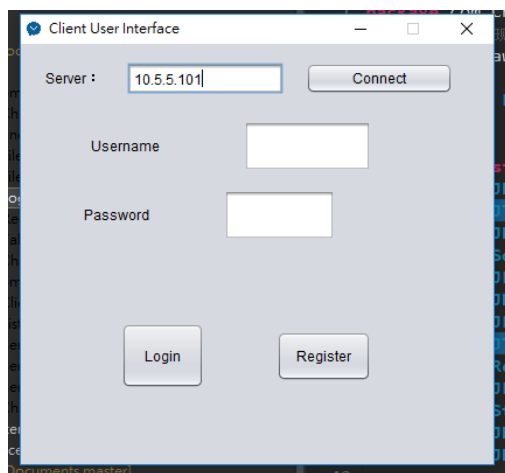 Client User Interface
Server：
10.5.5.101
Connect
Username
Password
Login
Register
Documents master]